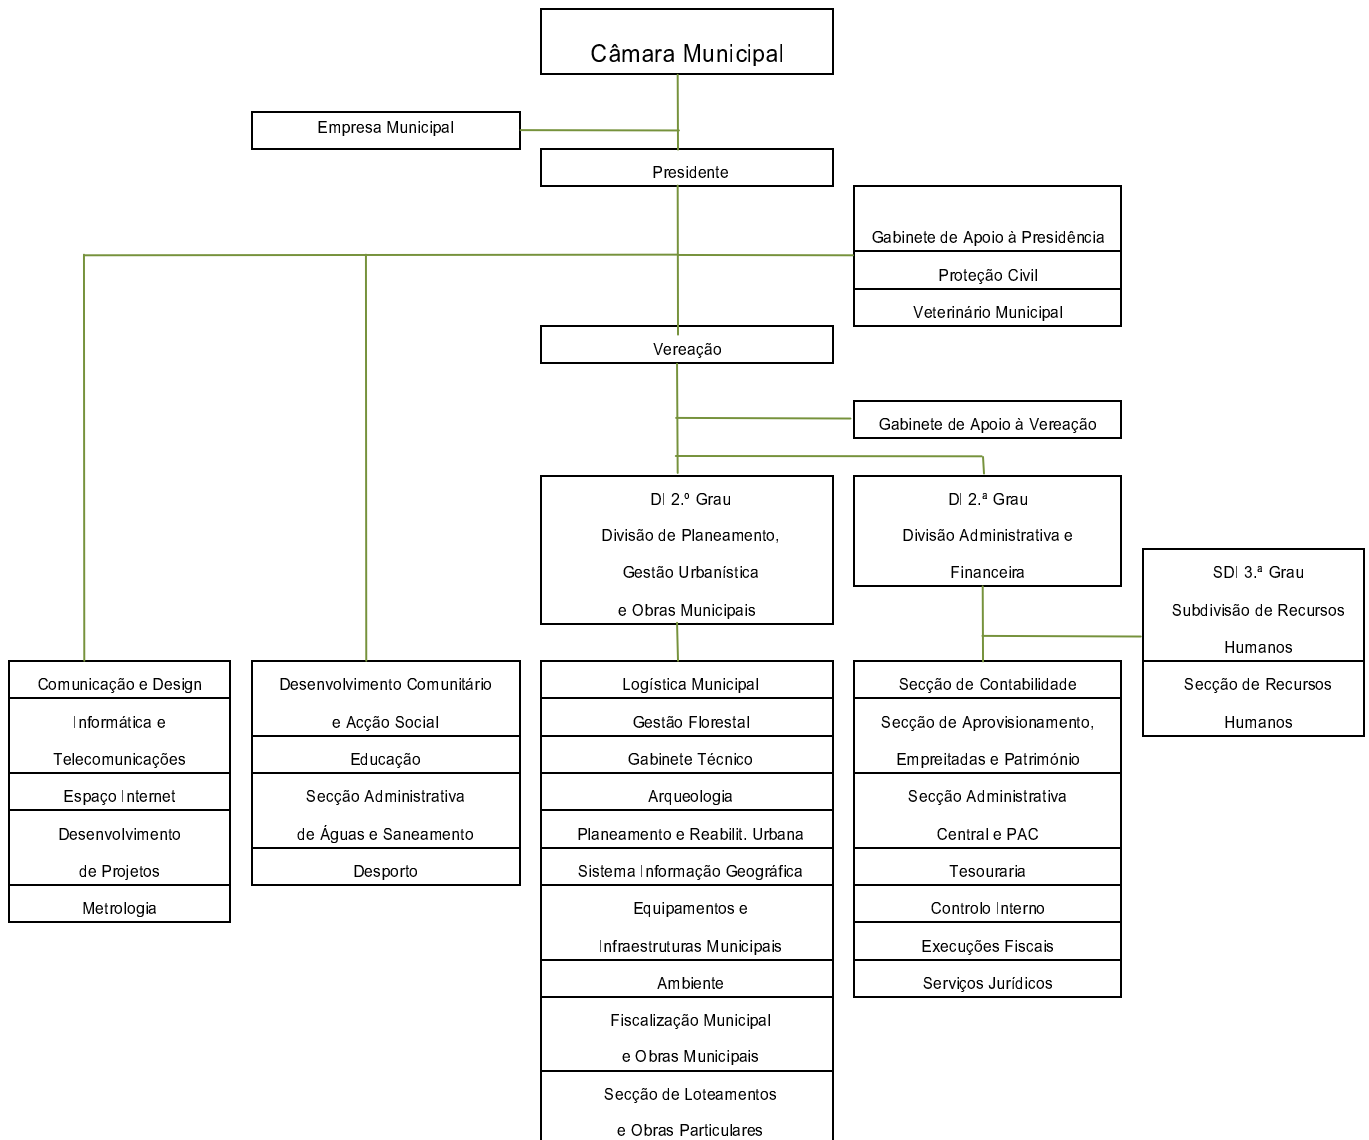 Câmara Municipal
Empresa Municipal
Presidente
Gabinete de Apoio à Presidência
Proteção Civil
Veterinário Municipal
Vereação
Gabinete de Apoio à Vereação
DI 2.º Grau
Divisão de Planeamento,
Gestão Urbanística
e Obras Municipais
DI 2.ª Grau
Divisão Administrativa e
Financeira
SDI 3.ª Grau
Subdivisão de Recursos
Humanos
Secção de Recursos
Humanos
Comunicação e Design
Informática e
Telecomunicações
Espaço Internet
Desenvolvimento
de Projetos
Metrologia
Desenvolvimento Comunitário
e Acção Social
Educação
Secção Administrativa
de Águas e Saneamento
Desporto
Logística Municipal
Gestão Florestal
Gabinete Técnico
Arqueologia
Planeamento e Reabilit. Urbana
Sistema Informação Geográfica
Equipamentos e
Infraestruturas Municipais
Ambiente
Fiscalização Municipal
e Obras Municipais
Secção de Loteamentos
e Obras Particulares
Secção de Contabilidade
Secção de Aprovisionamento,
Empreitadas e Património
Secção Administrativa
Central e PAC
Tesouraria
Controlo Interno
Execuções Fiscais
Serviços Jurídicos